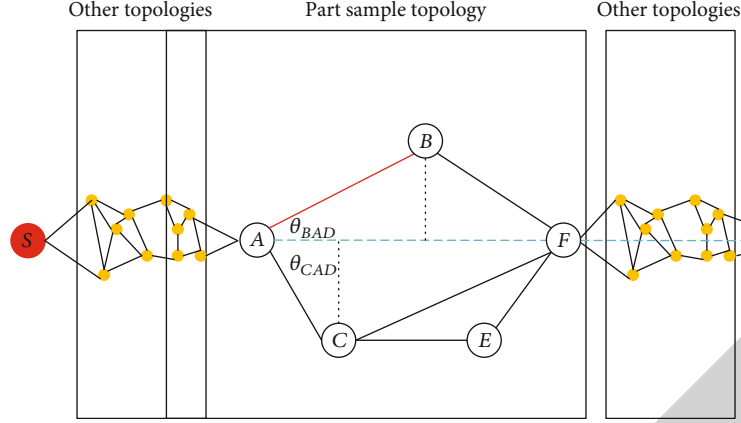 Other topologies
Part sample topology
Other topologies
B
S
A
θBAD
F
θCAD
C
E